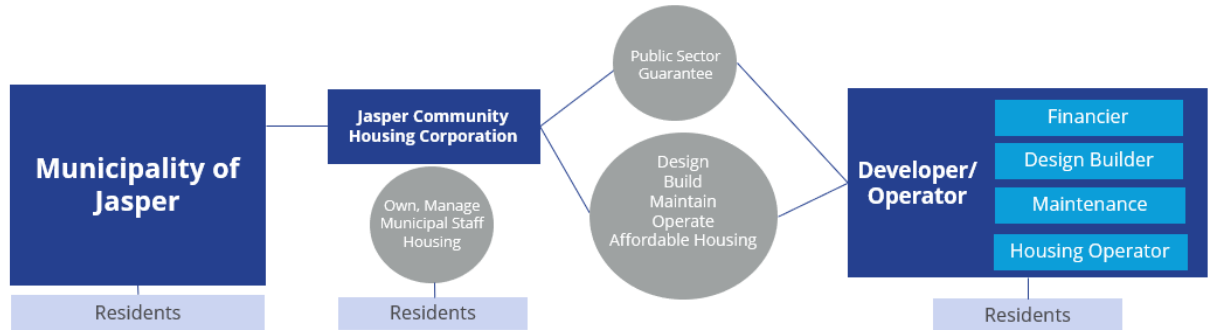 Municipality of
Jasper
Residents
Jasper Community
Housing Corporation
Own, Manage
Municipal Staff
Housing
Residents
Public Sector
Guarantee
Design
Build
Maintain
Operate
Affordable Housing
Developer/
Operator
Financier
Design Builder
Maintenance
Housing Operator
Residents